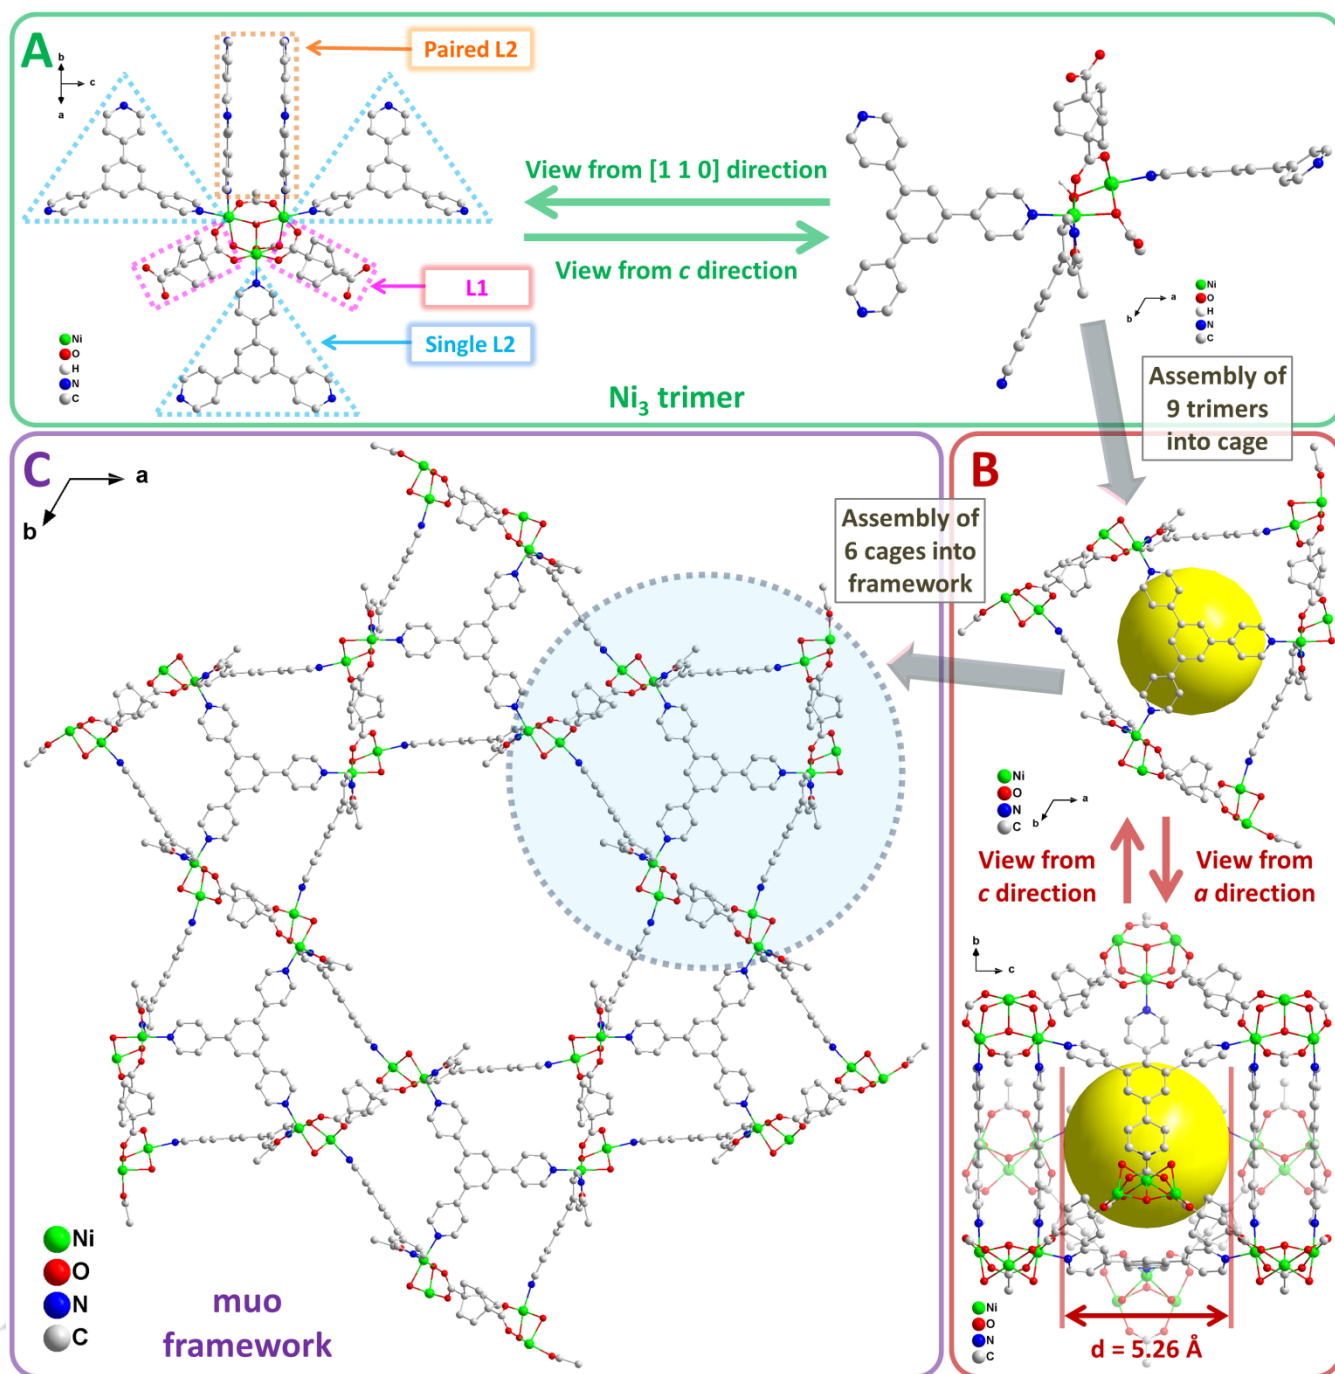 A
b
c
a
Paired L2
L1
Single L2
Ni
O
H
N
C
View from [1 1 0] direction
View from c direction
Ni₃ trimer
a
b
Ni
O
H
N
C
Assembly of
9 trimers
into cage
C
a
b
Assembly of
6 cages into
framework
Ni
O
N
C
muo
framework
B
Ni
O
N
C
a
b
View from
c direction
View from
a direction
b
c
Ni
O
N
C
d = 5.26 Å